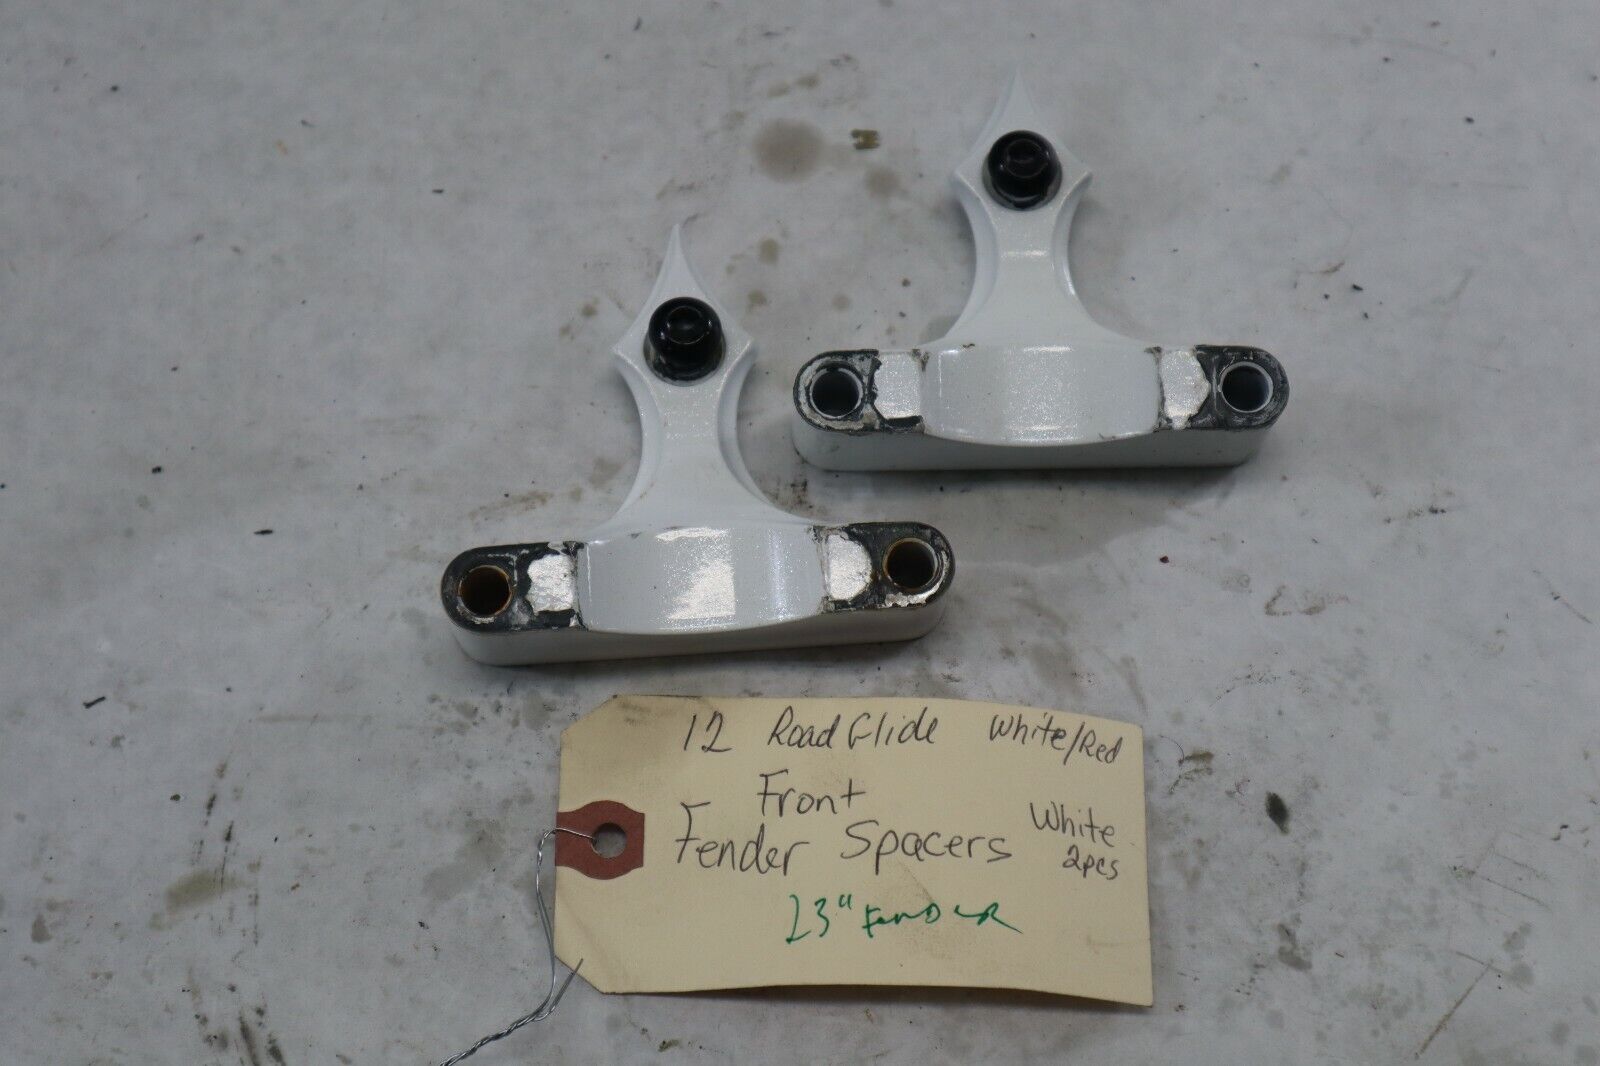 12 Road Glide White/Red
Front
Fender Spacers White
2pcs
23" FENDER